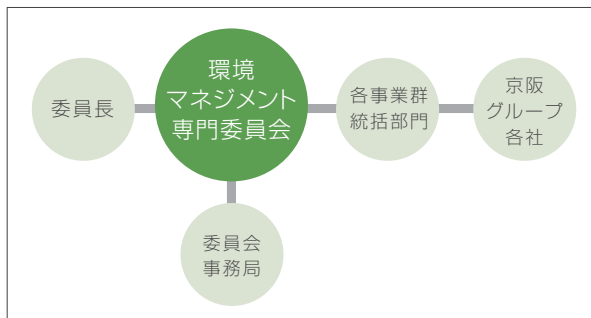 委員長
環境
マネジメント
専門委員会
各事業群
統括部門
京阪
グループ
各社
委員会
事務局